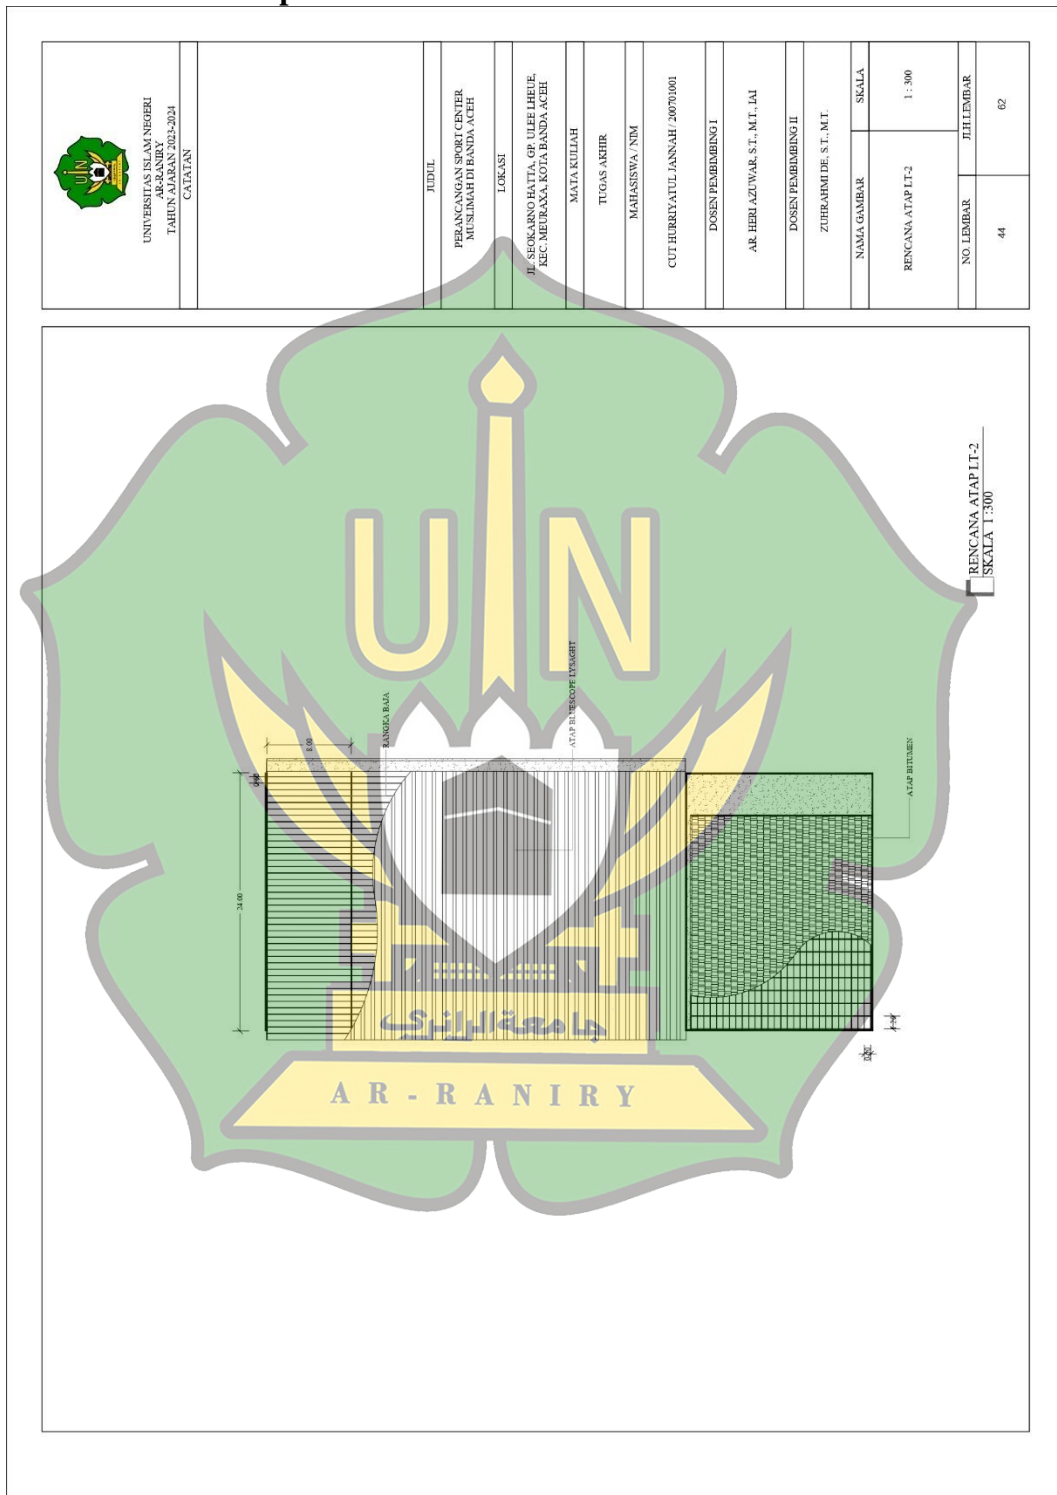 UNIVERSITAS ISLAM NEGERI
AR-RANIRY
TAHUN AJARAN 2023-2024
CATATAN
JUDUL
PERANCANGAN SPORT CENTER
MUSLIMAH DI BANDA ACEH
LOKASI
JL. SEOKARNO HATTA, GP. ULEE LHEUE,
KEC. MEURAXA, KOTA BANDA ACEH
MATA KULIAH
TUGAS AKHIR
MAHASISWA / NIM
CUT HURRIYATUL JANNAH / 200701001
DOSEN PEMBIMBING I
AR. HERI AZUWAR, S.T., M.T., IAI
DOSEN PEMBIMBING II
ZUHRAHMI DE, S.T., M.T.
NAMA GAMBAR
SKALA
RENCANA ATAP LT-2
1 : 300
NO. LEMBAR
JLH LEMBAR
44
62
RENCANA ATAP LT-2
SKALA 1 :300
UIN
RANGKA BAJA
ATAP BLUESCOPE LYSAGHT
ATAP BITUMEN
8.00
24.00
جامعة الرانري
AR-RANIRY